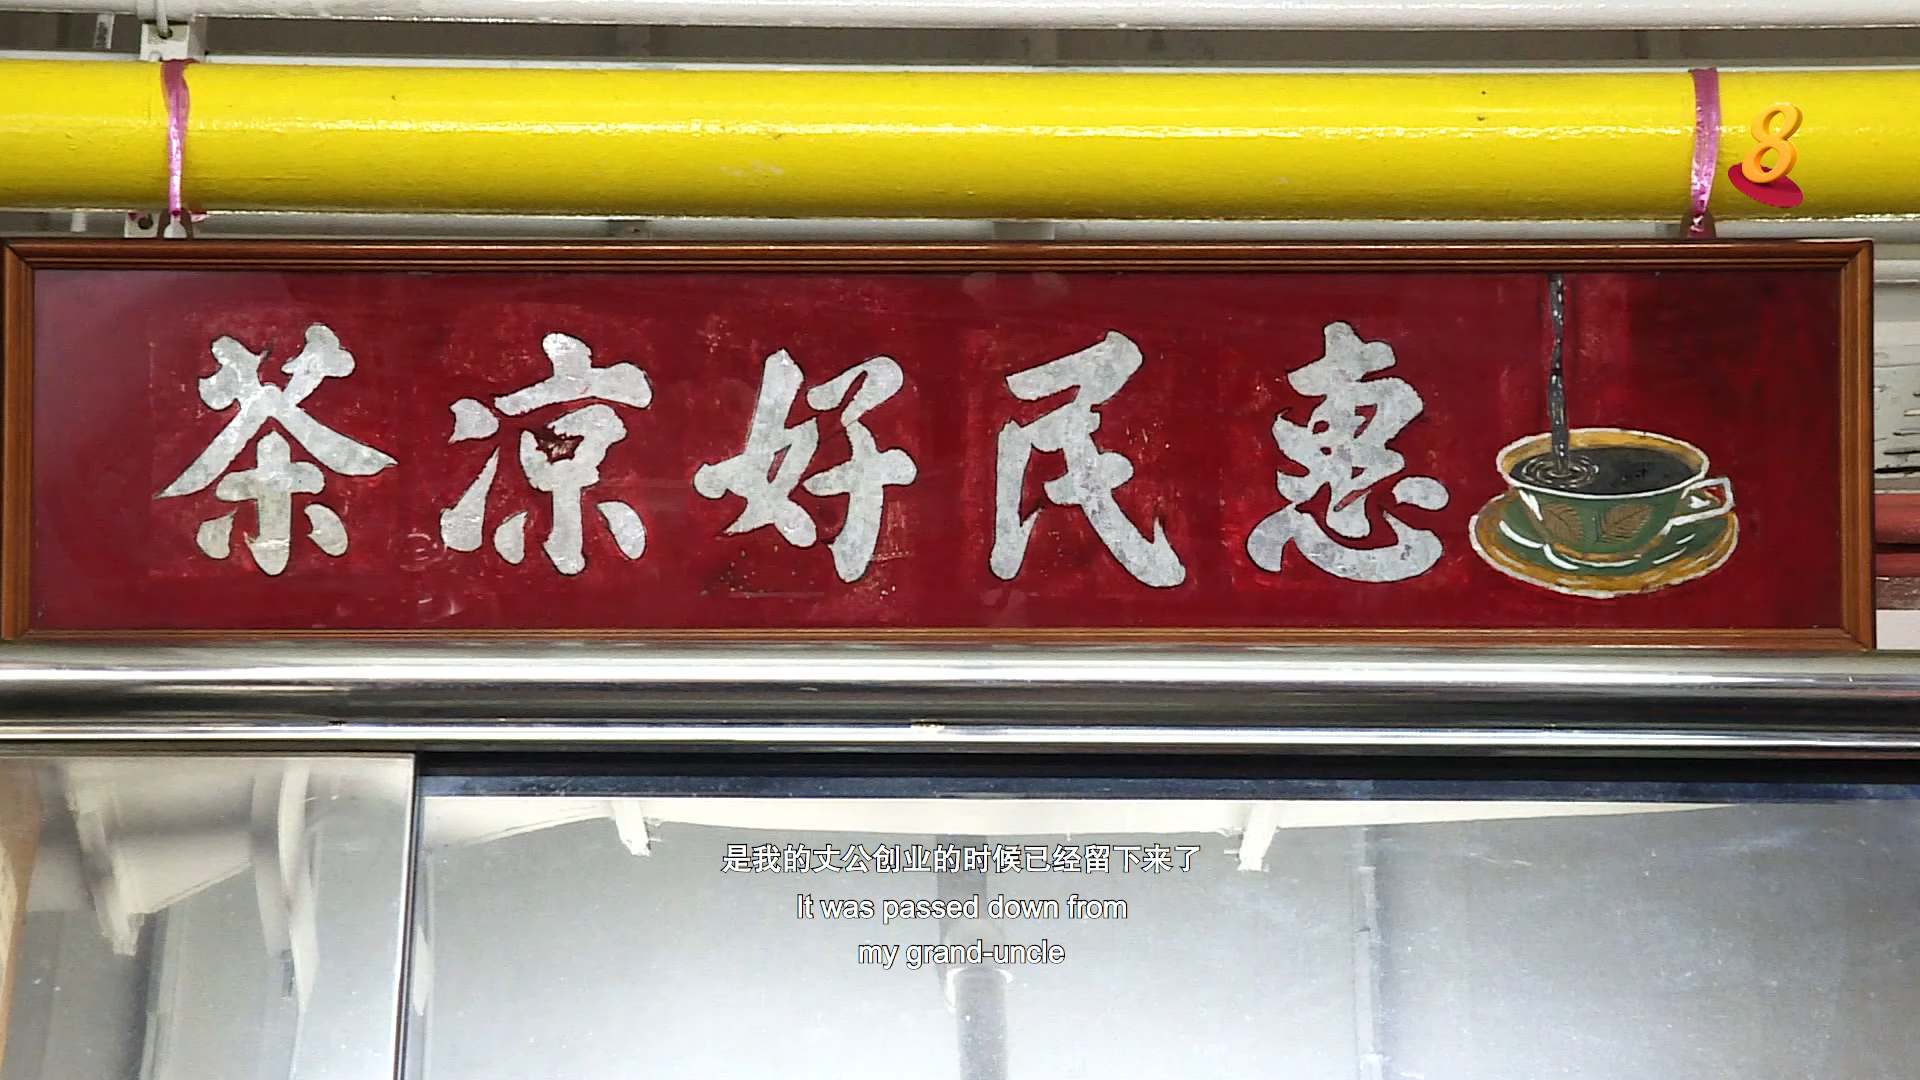 8
惠民好凉茶
是我的丈公创业的时候已经留下来了
It was passed down from
my grand-uncle